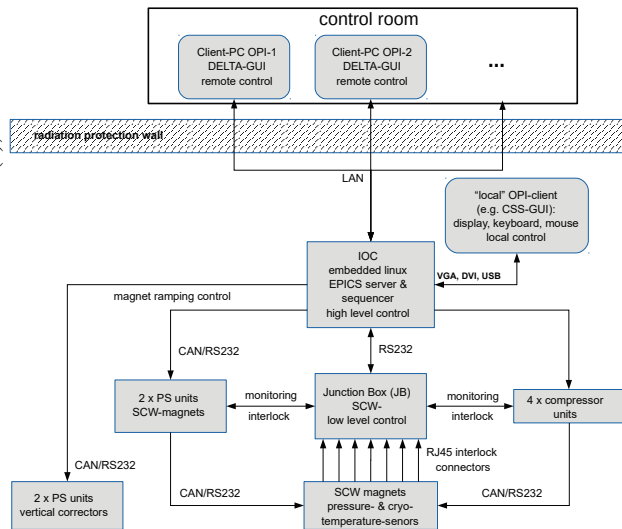 control room
Client-PC OPI-1
DELTA-GUI
remote control
Client-PC OPI-2
DELTA-GUI
remote control
...
radiation protection wall
LAN
“local” OPI-client
(e.g. CSS-GUI):
display, keyboard, mouse
local control
IOC
embedded linux
EPICS server &
sequencer
high level control
VGA, DVI, USB
magnet ramping control
CAN/RS232
RS232
2 x PS units
SCW-magnets
monitoring
interlock
Junction Box (JB)
SCW-
low level control
monitoring
interlock
4 x compressor
units
RJ45 interlock
connectors
CAN/RS232
CAN/RS232
CAN/RS232
2 x PS units
vertical correctors
SCW magnets
pressure- & cryo-
temperature-senors